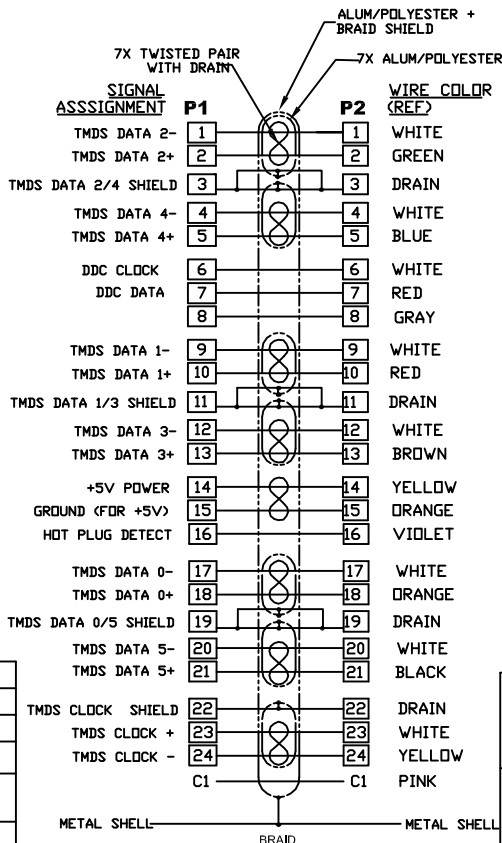 ALUM/POLYESTER +
BRAID SHIELD
7X TWISTED PAIR
WITH DRAIN
7X ALUM/POLYESTER
SIGNAL
ASSSIGNMENT P1 P2 WIRE COLOR
(REF)
TMDS DATA 2- 1 1 WHITE
TMDS DATA 2+ 2 2 GREEN
TMDS DATA 2/4 SHIELD 3 3 DRAIN
TMDS DATA 4- 4 4 WHITE
TMDS DATA 4+ 5 5 BLUE
DDC CLOCK 6 6 WHITE
DDC DATA 7 7 RED
8 8 GRAY
TMDS DATA 1- 9 9 WHITE
TMDS DATA 1+ 10 10 RED
TMDS DATA 1/3 SHIELD 11 11 DRAIN
TMDS DATA 3- 12 12 WHITE
TMDS DATA 3+ 13 13 BROWN
+5V POWER 14 14 YELLOW
GROUND (FOR +5V) 15 15 ORANGE
HOT PLUG DETECT 16 16 VIOLET
TMDS DATA 0- 17 17 WHITE
TMDS DATA 0+ 18 18 ORANGE
TMDS DATA 0/5 SHIELD 19 19 DRAIN
TMDS DATA 5- 20 20 WHITE
TMDS DATA 5+ 21 21 BLACK
TMDS CLOCK SHIELD 22 22 DRAIN
TMDS CLOCK + 23 23 WHITE
TMDS CLOCK - 24 24 YELLOW
C1 C1 PINK
METAL SHELL METAL SHELL
BRAID